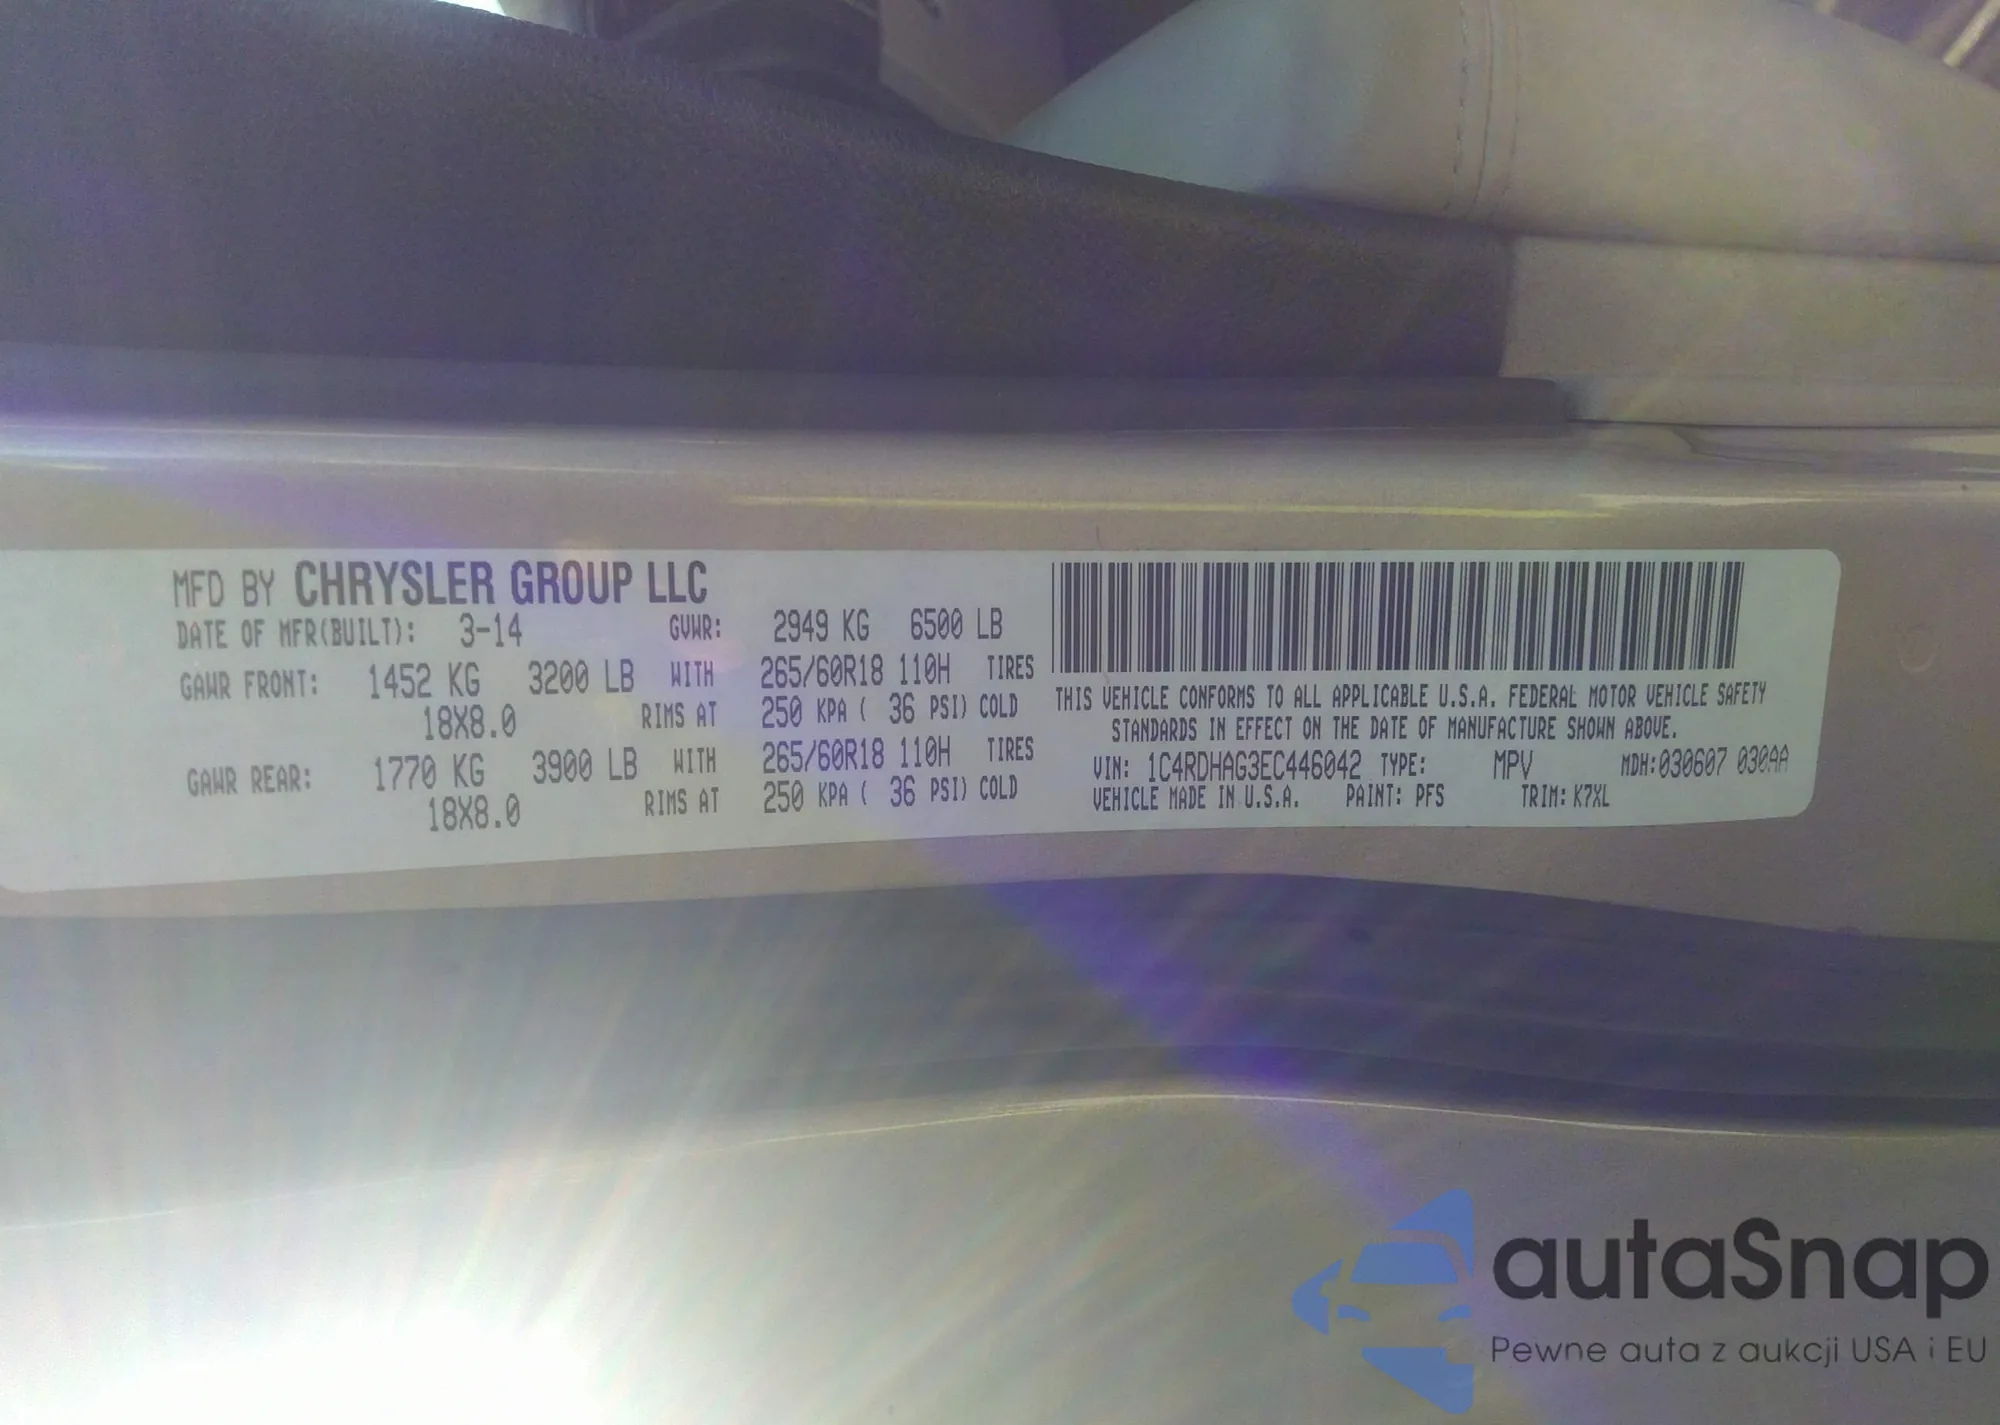 MFD BY CHRYSLER GROUP LLC
DATE OF MFR(BUILT): 3-14 GVWR: 2949 KG 6500 LB
GAWR FRONT: 1452 KG 3200 LB WITH 265/60R18 110H TIRES
18X8.0 RIMS AT 250 KPA ( 36 PSI) COLD
GAWR REAR: 1770 KG 3900 LB WITH 265/60R18 110H TIRES
18X8.0 RIMS AT 250 KPA ( 36 PSI) COLD
THIS VEHICLE CONFORMS TO ALL APPLICABLE U.S.A. FEDERAL MOTOR VEHICLE SAFETY
STANDARDS IN EFFECT ON THE DATE OF MANUFACTURE SHOWN ABOVE.
VIN: 1C4RDHAG3EC446042 TYPE: MPV MDH:030607 030AA
VEHICLE MADE IN U.S.A. PAINT: PFS TRIM: K7XL
autaSnap
Pewne auta z aukcji USA i EU